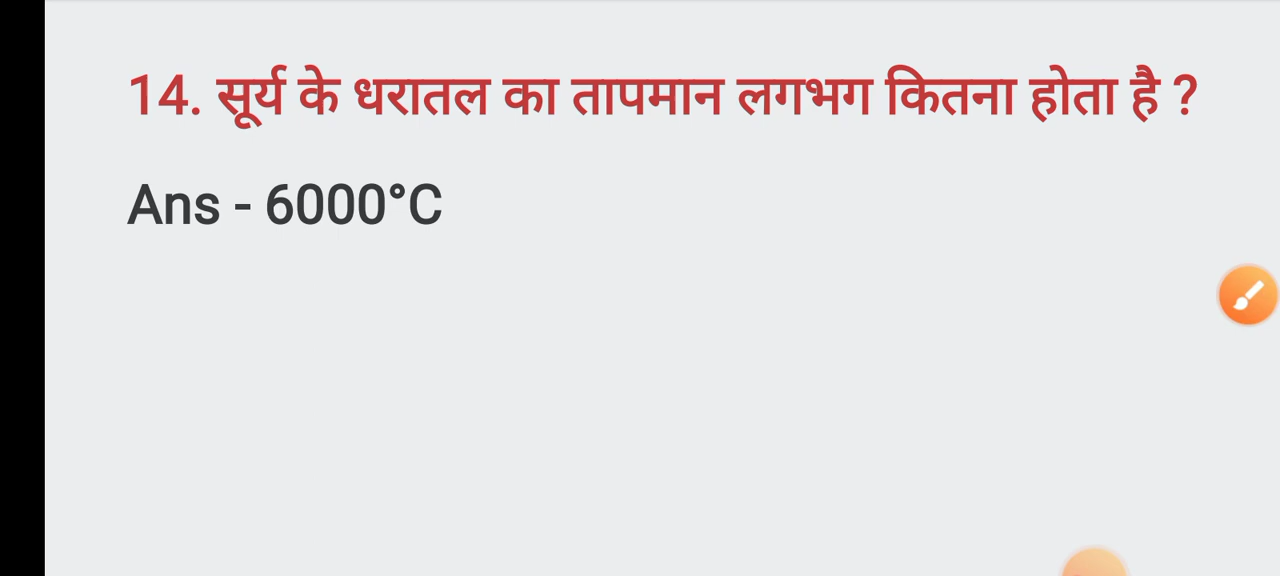 14. सूर्य के धरातल का तापमान लगभग कितना होता है ?
Ans - 6000°C